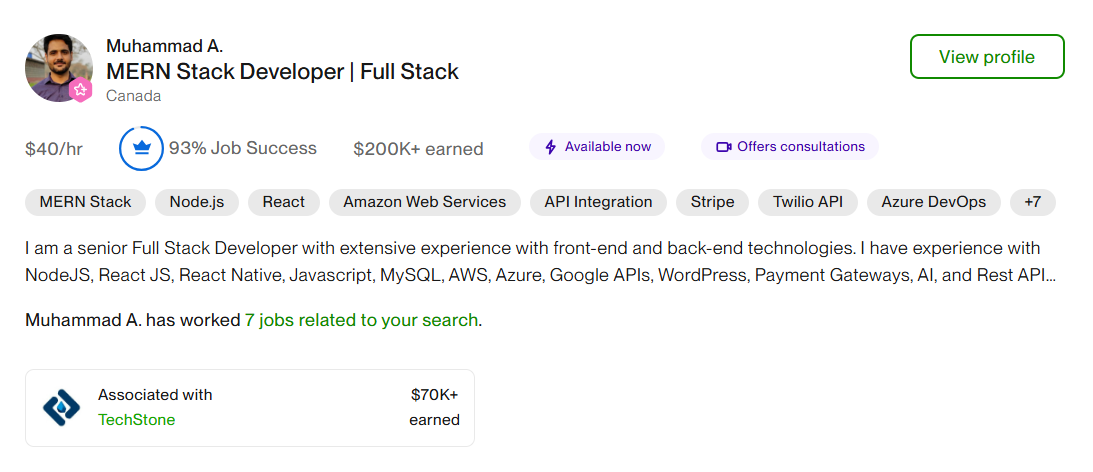 Muhammad A.
MERN Stack Developer | Full Stack
View profile
Canada
$40/hr 93% Job Success $200K+ earned Available now Offers consultations
MERN Stack Node.js React Amazon Web Services API Integration Stripe Twilio API Azure DevOps +7
I am a senior Full Stack Developer with extensive experience with front-end and back-end technologies. I have experience with
NodeJS, React JS, React Native, Javascript, MySQL, AWS, Azure, Google APIs, WordPress, Payment Gateways, AI, and Rest API...
Muhammad A. has worked 7 jobs related to your search.
Associated with $70K+
TechStone earned